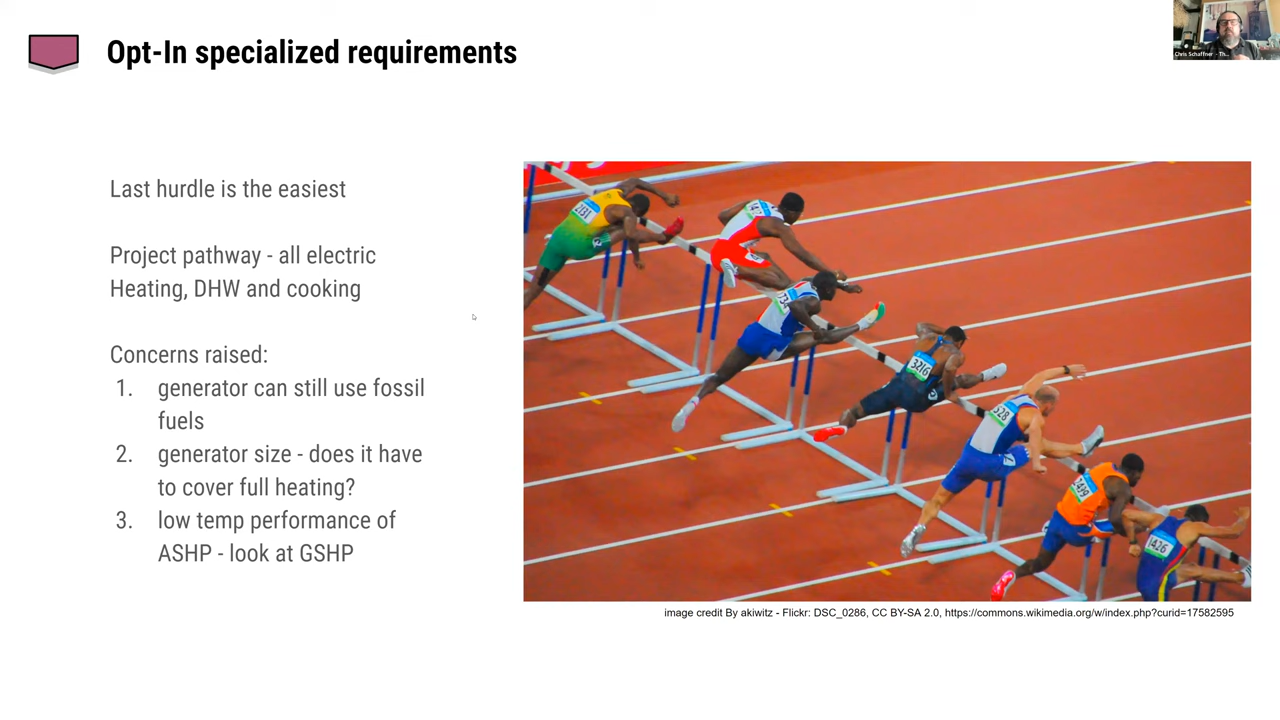 Opt-In specialized requirements
Chris Schaffner - Th...
Last hurdle is the easiest
Project pathway - all electric
Heating, DHW and cooking
Concerns raised:
1. generator can still use fossil
fuels
2. generator size - does it have
to cover full heating?
3. low temp performance of
ASHP - look at GSHP
2131
3216
1426
image credit By akiwitz - Flickr: DSC_0286, CC BY-SA 2.0, https://commons.wikimedia.org/w/index.php?curid=17582595